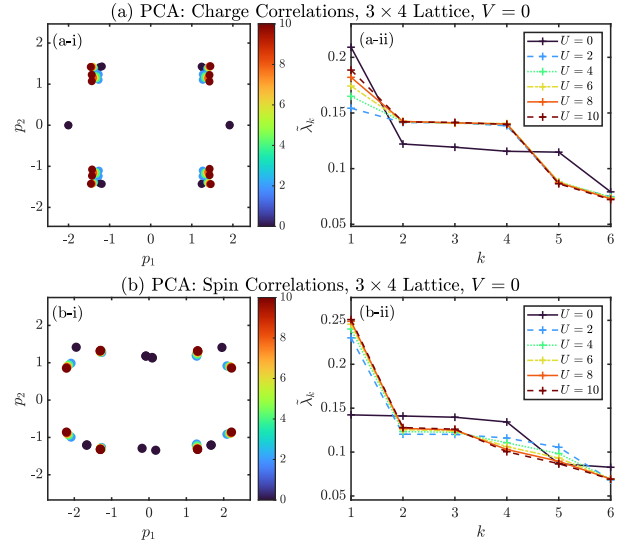 (a) PCA: Charge Correlations, 3 × 4 Lattice, V = 0
(a-i)
2
1
0
-1
-2
p₂
-2 -1 0 1 2
p₁
10
8
6
4
2
0
(a-ii)
0.2
0.15
0.1
0.05
λ̃ₖ
1 2 3 4 5 6
k
U = 0
U = 2
U = 4
U = 6
U = 8
U = 10
(b) PCA: Spin Correlations, 3 × 4 Lattice, V = 0
(b-i)
2
1
0
-1
-2
p₂
-2 -1 0 1 2
p₁
10
8
6
4
2
0
(b-ii)
0.25
0.2
0.15
0.1
0.05
λ̃ₖ
1 2 3 4 5 6
k
U = 0
U = 2
U = 4
U = 6
U = 8
U = 10